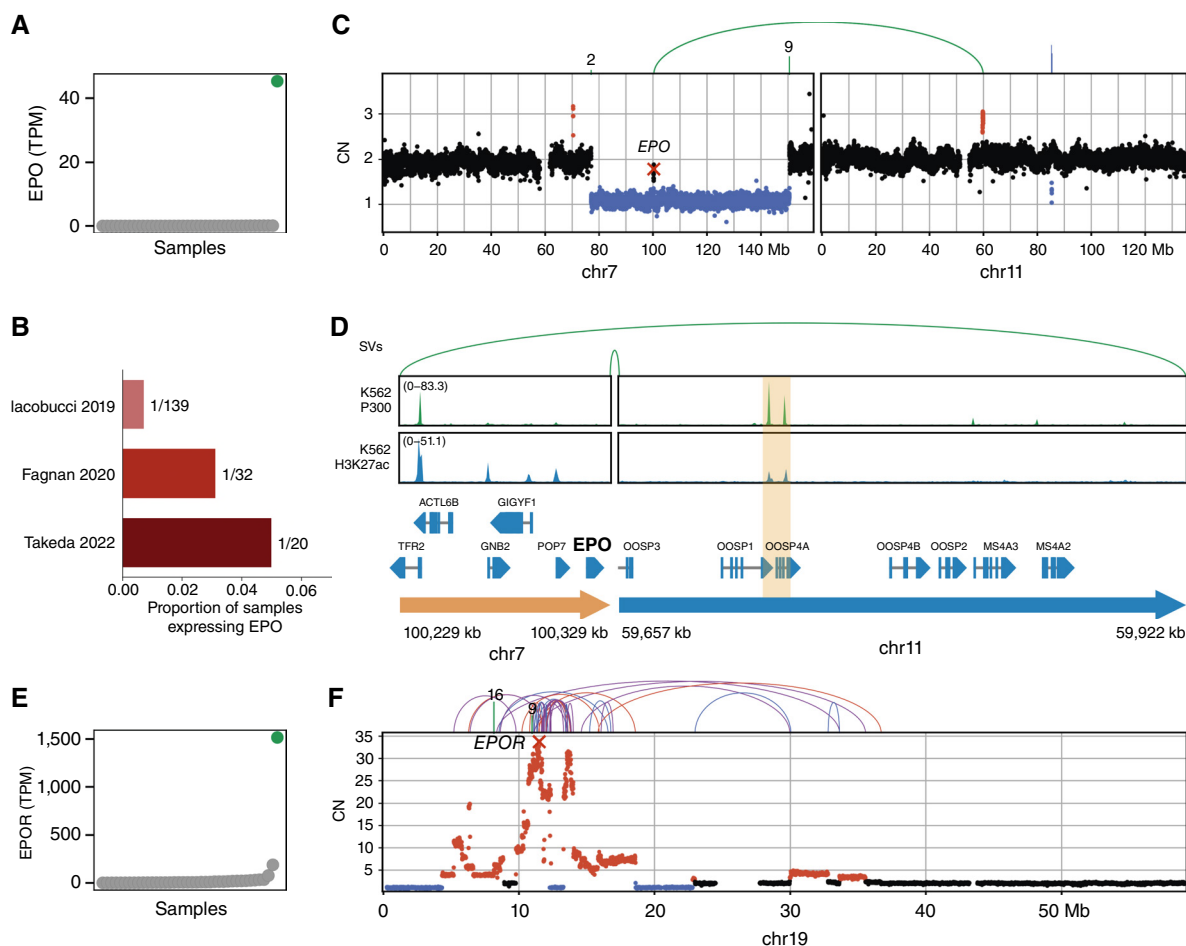 A
EPO (TPM)
40
20
0
Samples
B
Iacobucci 2019
1/139
Fagnan 2020
1/32
Takeda 2022
1/20
0.00 0.02 0.04 0.06
Proportion of samples
expressing EPO
C
2
9
CN
3
2
1
EPO
0 20 40 60 80 100 120 140 Mb
chr7
0 20 40 60 80 100 120 Mb
chr11
D
SVs
K562
P300
(0–83.3)
K562
H3K27ac
(0–51.1)
ACTL6B GIGYF1
TFR2 GNB2 POP7 EPO OOSP3 OOSP1 OOSP4A OOSP4B OOSP2 MS4A3 MS4A2
100,229 kb 100,329 kb 59,657 kb 59,922 kb
chr7 chr11
E
EPOR (TPM)
1,500
1,000
500
0
Samples
F
16
9
EPOR
CN
35
30
25
20
15
10
5
0 10 20 30 40 50 Mb
chr19